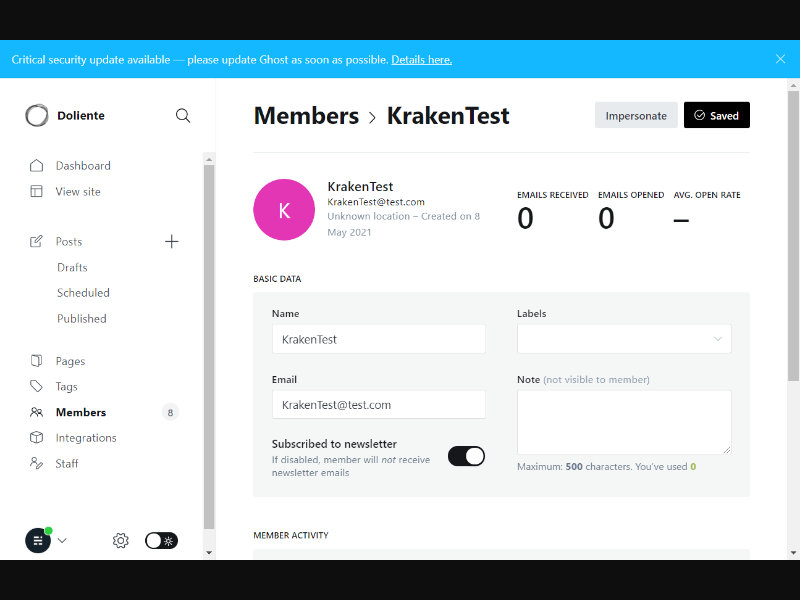 Critical security update available — please update Ghost as soon as possible. Details here.
Doliente
Dashboard
View site
Posts
Drafts
Scheduled
Published
Pages
Tags
Members 8
Integrations
Staff
Members > KrakenTest
Impersonate
Saved
K
KrakenTest
KrakenTest@test.com
Unknown location – Created on 8
May 2021
EMAILS RECEIVED EMAILS OPENED AVG. OPEN RATE
0 0 –
BASIC DATA
Name
KrakenTest
Email
KrakenTest@test.com
Subscribed to newsletter
If disabled, member will not receive
newsletter emails
Labels
Note (not visible to member)
Maximum: 500 characters. You've used 0
MEMBER ACTIVITY